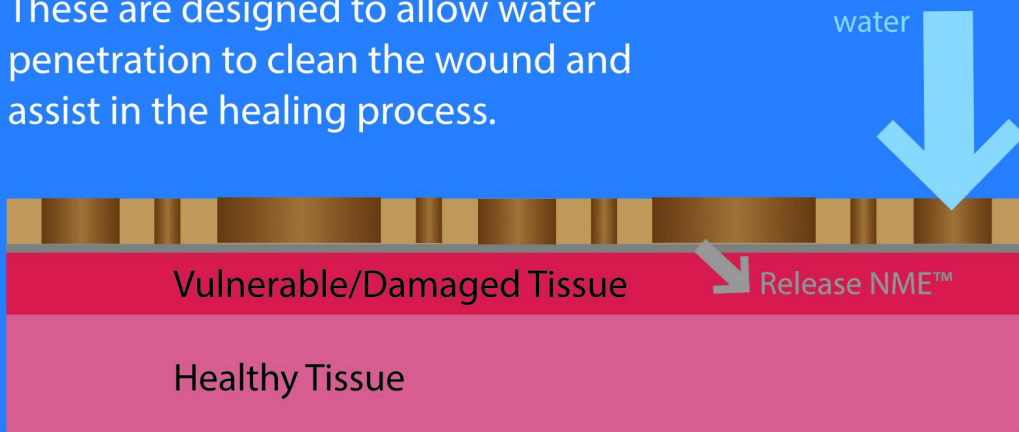 These are designed to allow water
penetration to clean the wound and
assist in the healing process.
water
Vulnerable/Damaged Tissue
Release NME™
Healthy Tissue